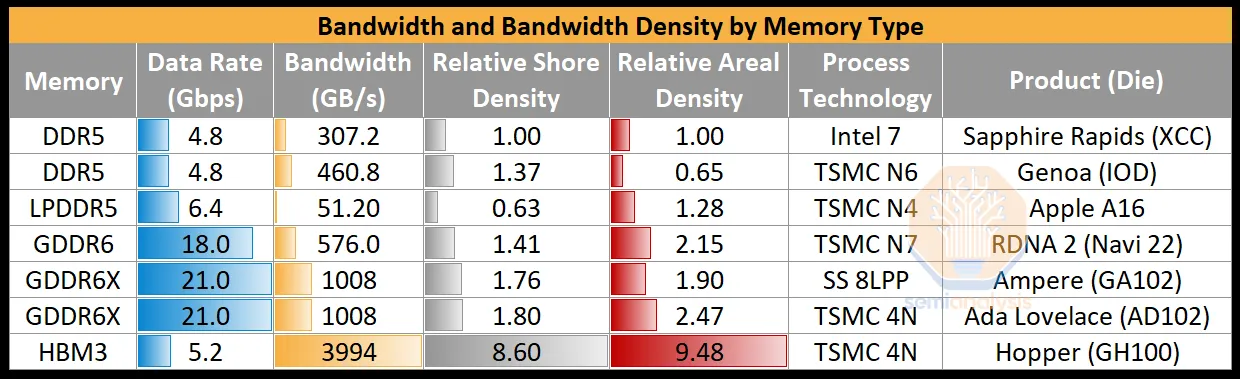 Bandwidth and Bandwidth Density by Memory Type
Memory Data Rate (Gbps) Bandwidth (GB/s) Relative Shore Density Relative Areal Density Process Technology Product (Die)
DDR5 4.8 307.2 1.00 1.00 Intel 7 Sapphire Rapids (XCC)
DDR5 4.8 460.8 1.37 0.65 TSMC N6 Genoa (IOD)
LPDDR5 6.4 51.20 0.63 1.28 TSMC N4 Apple A16
GDDR6 18.0 576.0 1.41 2.15 TSMC N7 RDNA 2 (Navi 22)
GDDR6X 21.0 1008 1.76 1.90 SS 8LPP Ampere (GA102)
semianalysis
GDDR6X 21.0 1008 1.80 2.47 TSMC 4N Ada Lovelace (AD102)
HBM3 5.2 3994 8.60 9.48 TSMC 4N Hopper (GH100)